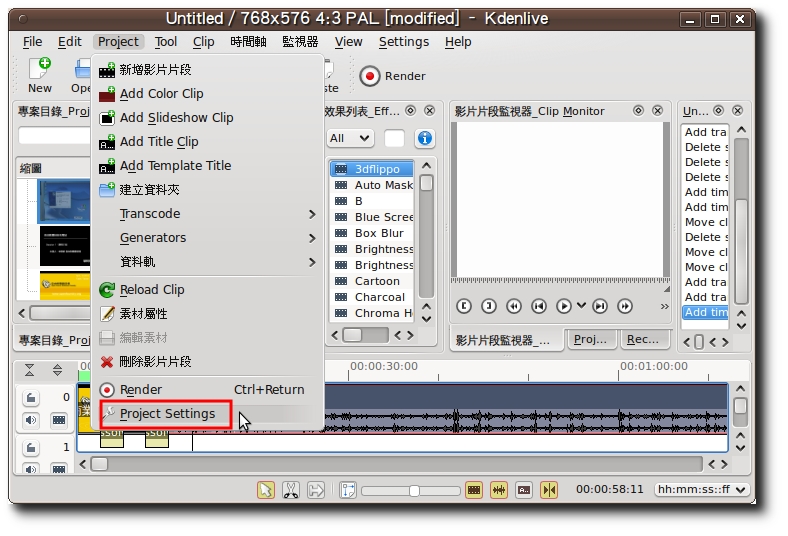 Untitled / 768x576 4:3 PAL [modified] - Kdenlive
File Edit Project Tool Clip 時間軸 監視器 View Settings Help
New Ope Render
專案目錄_Proj 效果列表_Eff... 影片片段監視器_Clip Monitor Un...
縮圖
All
新增影片片段
Add Color Clip
Add Slideshow Clip
Add Title Clip
Add Template Title
建立資料夾
Transcode
Generators
資料軌
Reload Clip
素材屬性
編輯素材
刪除影片片段
Render Ctrl+Return
Project Settings
3dflippo
Auto Mask
B
Blue Scree
Box Blur
Brightness
Brightness
Cartoon
Charcoal
Chroma H
Add tra
Delete s
Delete s
Delete s
Add tim
Add tim
Move cl
Delete s
Move cl
Move cl
Add tra
Add tra
Add tim
專案目錄_Proj 影片片段監視器_... Proj... Rec...
00:00:30:00 00:01:00:00
0
1
00:00:58:11 hh:mm:ss::ff